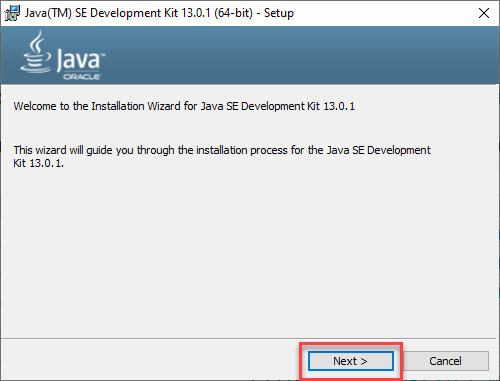 Java(TM) SE Development Kit 13.0.1 (64-bit) - Setup
Java
ORACLE
Welcome to the Installation Wizard for Java SE Development Kit 13.0.1
This wizard will guide you through the installation process for the Java SE Development
Kit 13.0.1.
Next >
Cancel